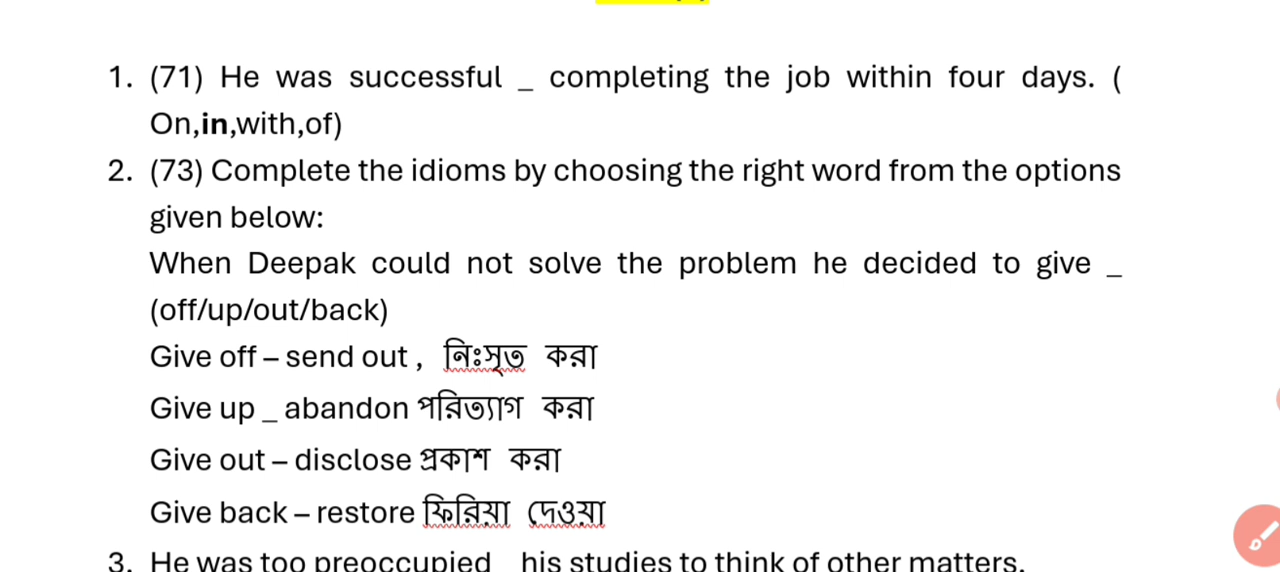 1. (71) He was successful _ completing the job within four days. (
On,in,with,of)
2. (73) Complete the idioms by choosing the right word from the options
given below:
When Deepak could not solve the problem he decided to give _
(off/up/out/back)
Give off – send out , নিঃসৃত করা
Give up _ abandon পরিত্যাগ করা
Give out – disclose প্রকাশ করা
Give back – restore ফিরিয়া দেওয়া
3. He was too preoccupied _ his studies to think of other matters.